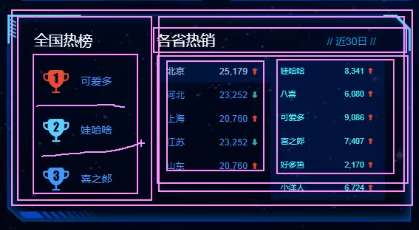 全国热榜
1 可爱多
2 娃哈哈
3 喜之郎
各省热销 // 近30日 //
北京 25,179
河北 23,252
上海 20,760
江苏 23,252
山东 20,760
娃哈哈 8,341
八喜 6,080
可爱多 9,086
喜之郎 7,407
好多鱼 2,170
小洋人 6,724